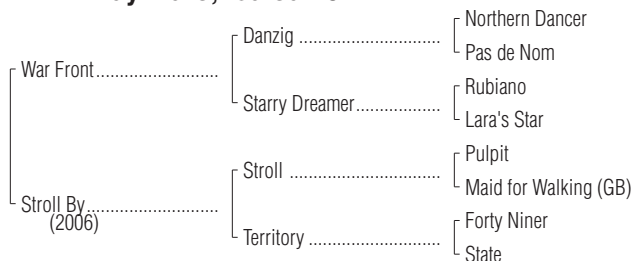 Northern Dancer
Danzig ..............................
Pas de Nom
War Front..........................
Rubiano
Starry Dreamer..................
Lara's Star
Pulpit
Stroll ................................
Maid for Walking (GB)
Stroll By............................
(2006)
Forty Niner
Territory ............................
State